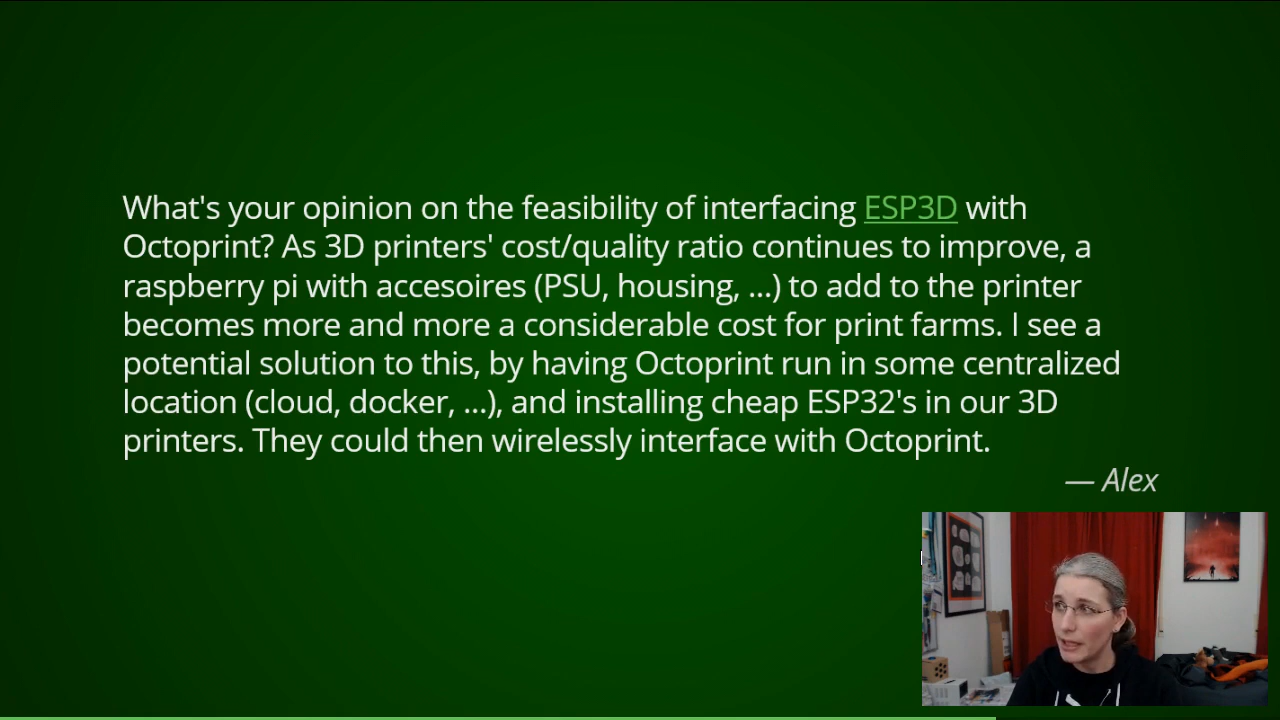 What's your opinion on the feasibility of interfacing ESP3D with
Octoprint? As 3D printers' cost/quality ratio continues to improve, a
raspberry pi with accesoires (PSU, housing, ...) to add to the printer
becomes more and more a considerable cost for print farms. I see a
potential solution to this, by having Octoprint run in some centralized
location (cloud, docker, ...), and installing cheap ESP32's in our 3D
printers. They could then wirelessly interface with Octoprint.
— Alex